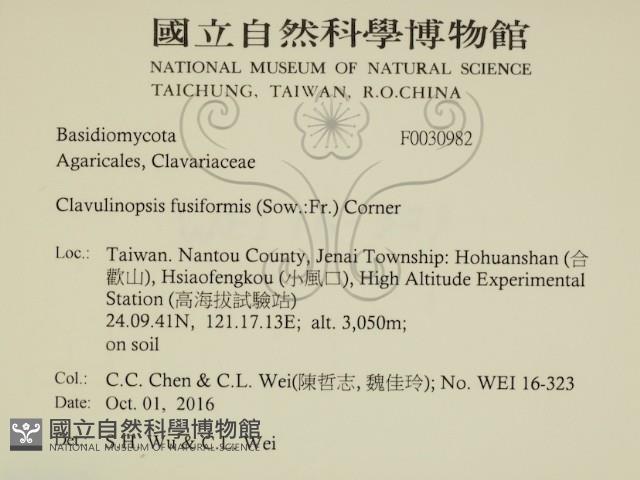 國立自然科學博物館
NATIONAL MUSEUM OF NATURAL SCIENCE
TAICHUNG, TAIWAN, R.O.CHINA
Basidiomycota F0030982
Agaricales, Clavariaceae
Clavulinopsis fusiformis (Sow.:Fr.) Corner
Loc.: Taiwan. Nantou County, Jenai Township: Hohuanshan (合
歡山), Hsiaofengkou (小風口), High Altitude Experimental
Station (高海拔試驗站)
24.09.41N, 121.17.13E; alt. 3,050m;
on soil
Col.: C.C. Chen & C.L. Wei(陳哲志, 魏佳玲); No. WEI 16-323
Date: Oct. 01, 2016
國立自然科學博物館
NATIONAL MUSEUM OF NATURAL SCIENCE
Det.: S.H. Wu & C.L. Wei